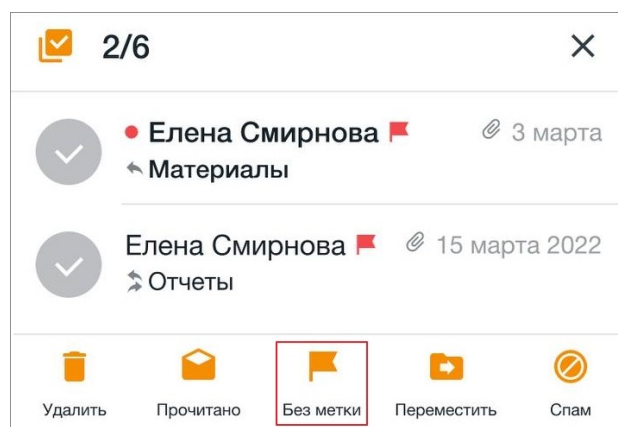 2/6
Елена Смирнова 3 марта
Материалы
Елена Смирнова 15 марта 2022
Отчеты
Удалить Прочитано Без метки Переместить Спам